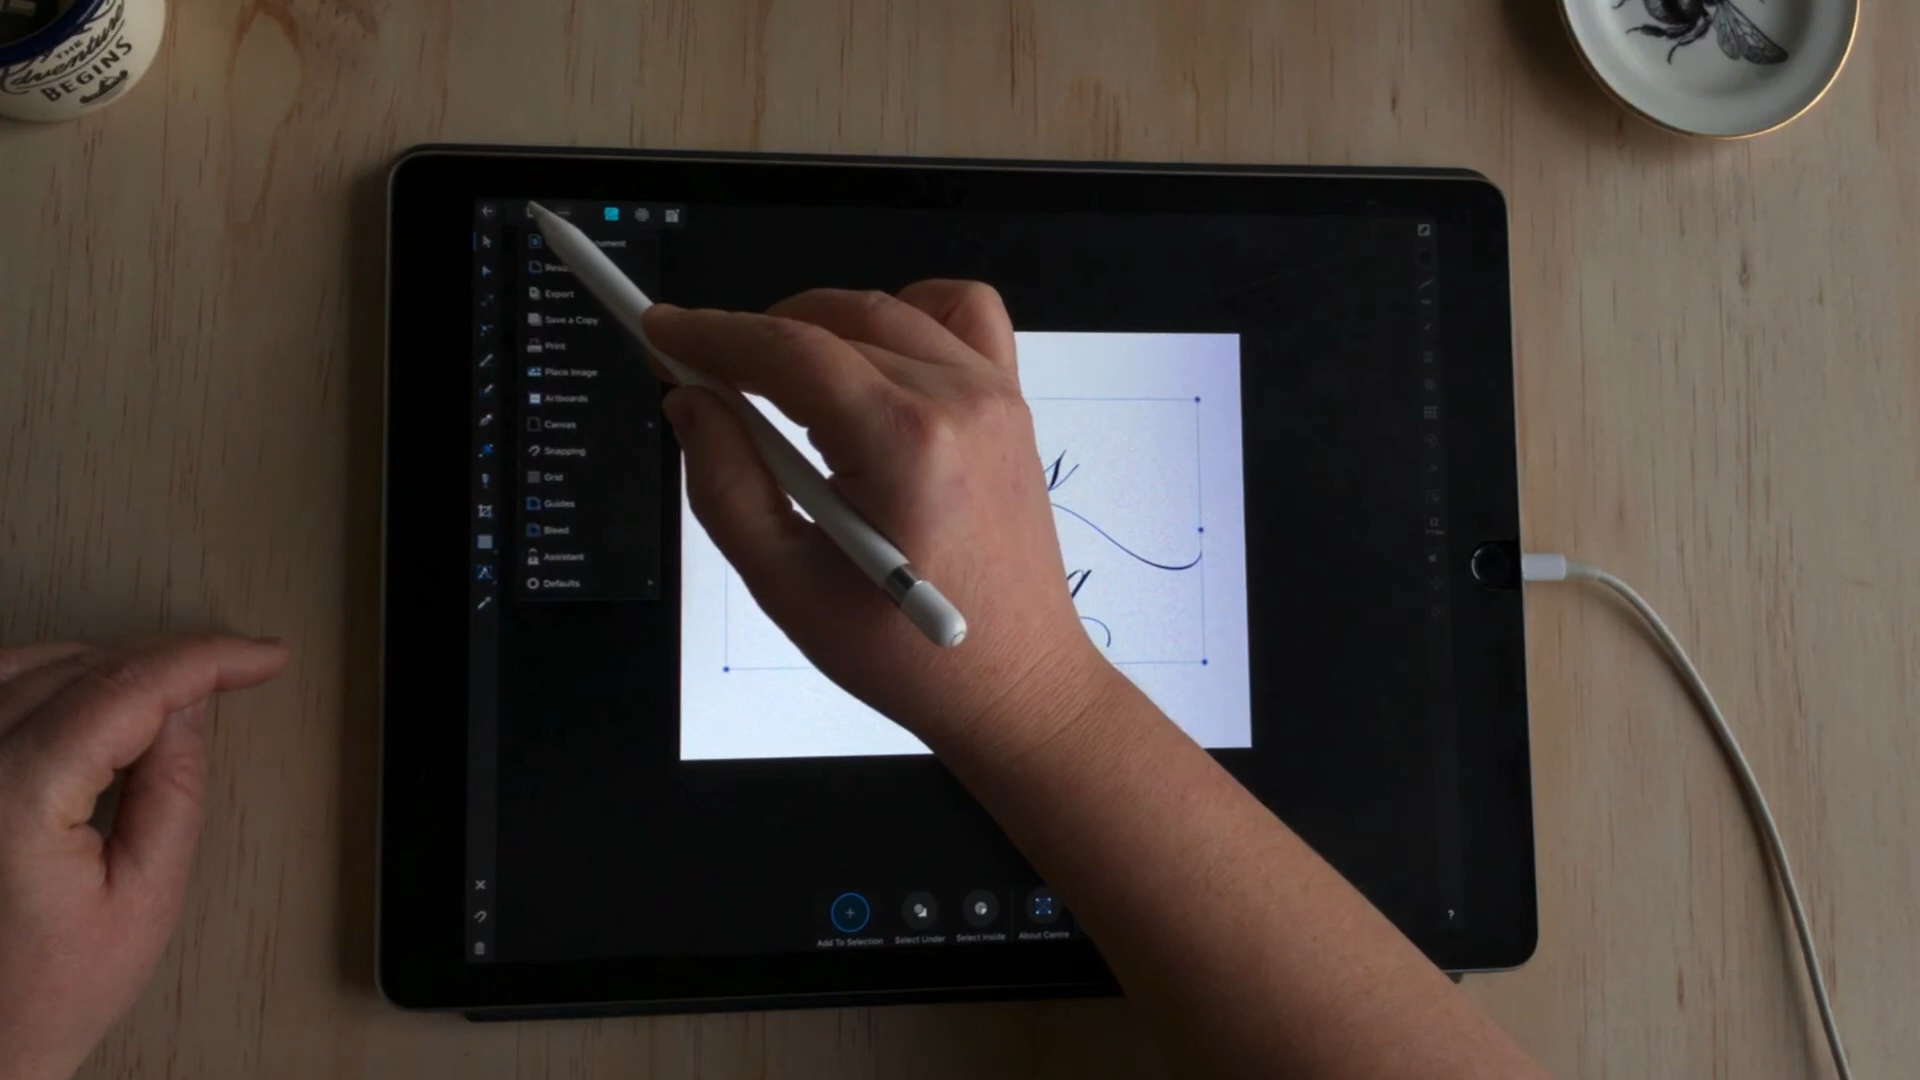 THE
Adventure
BEGINS
Export
Save a Copy
Print
Place Image
Artboards
Canvas
Snapping
Grid
Guides
Bleed
Assistant
Defaults
Add To Selection
Select Under
Select Inside
About Centre
?